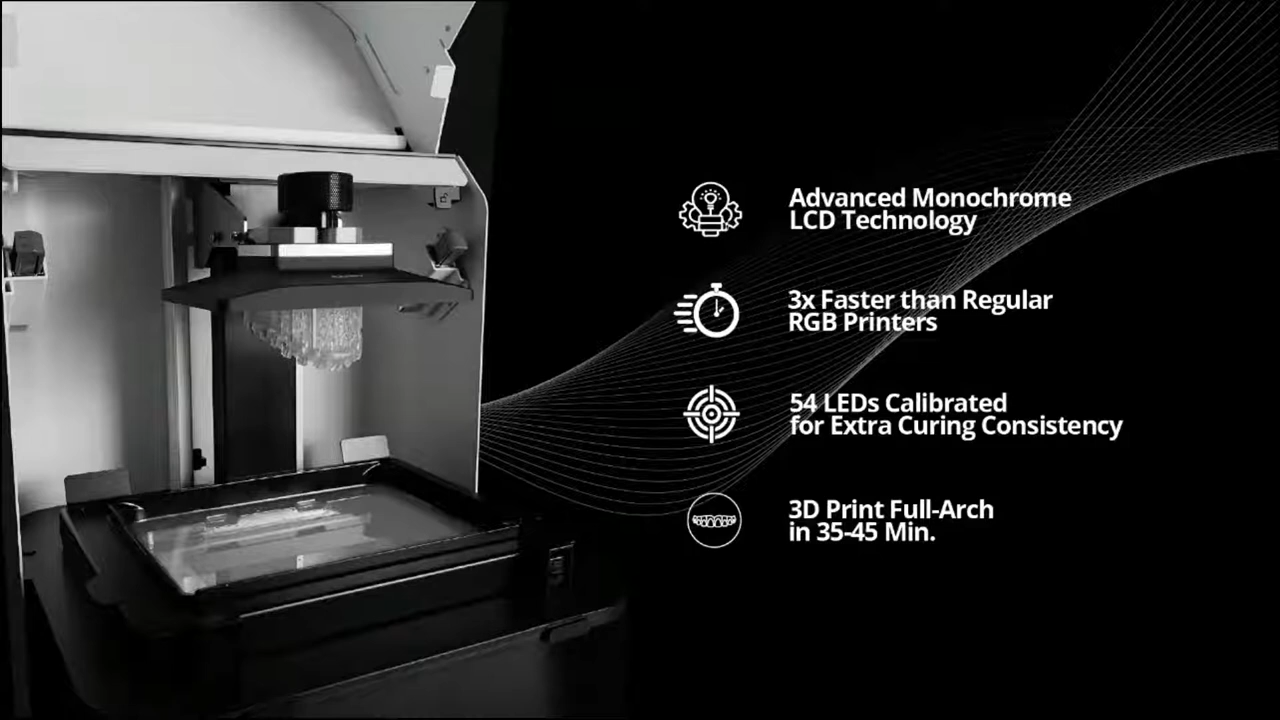 Advanced Monochrome
LCD Technology
3x Faster than Regular
RGB Printers
54 LEDs Calibrated
for Extra Curing Consistency
3D Print Full-Arch
in 35-45 Min.